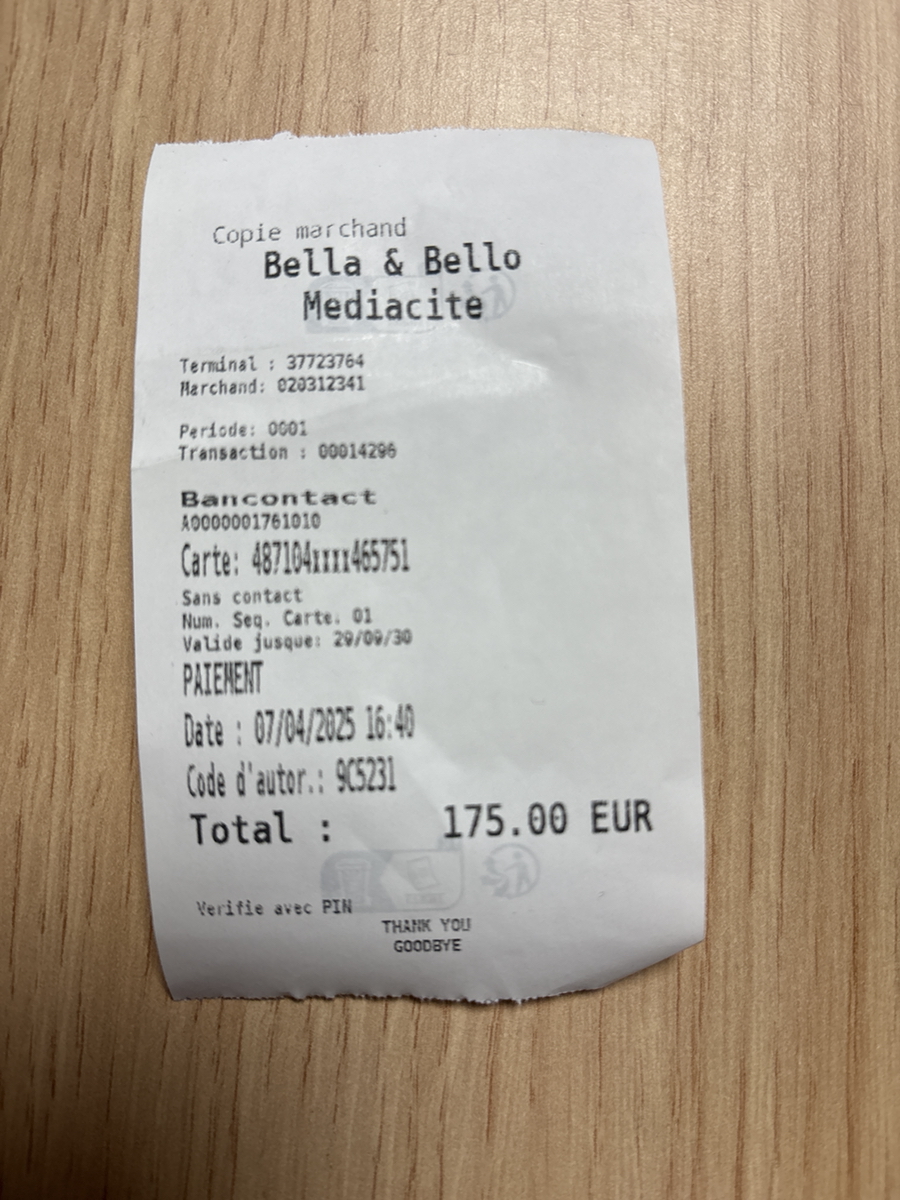 Copie marchand
Bella & Bello
Mediacite
Terminal : 37723764
Marchand: 020312341
Periode: 0001
Transaction : 00014296
Bancontact
A0000001761010
Carte: 487104xxxx465751
Sans contact
Num. Seq. Carte. 01
Valide jusque: 29/09/30
PAIEMENT
Date : 07/04/2025 16:40
Code d'autor.: 9C5231
Total : 175.00 EUR
Verifie avec PIN
THANK YOU
GOODBYE